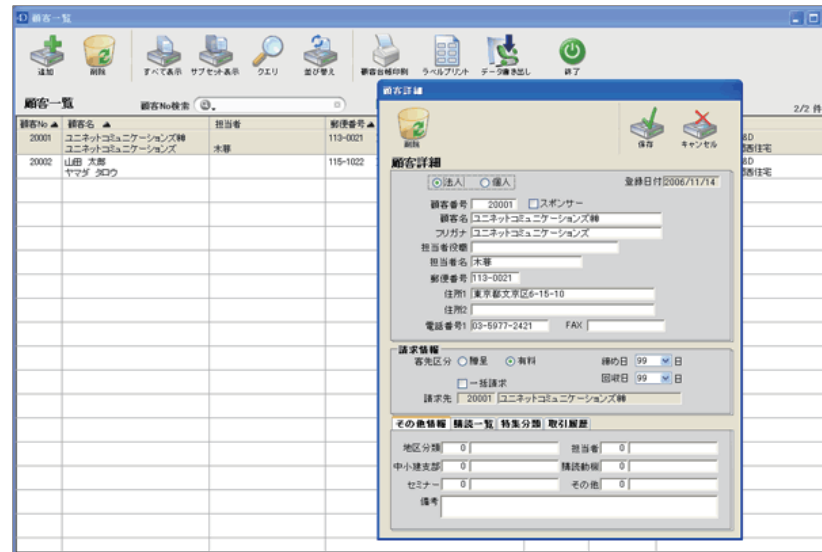 顧客一覧
追加 削除 すべて表示 サブセット表示 クエリ 並び替え 顧客台帳印刷 ラベルプリント データ書き出し 終了
顧客一覧 顧客No検索
2/2 件
顧客No 顧客名 担当者 郵便番号
20001 ユニネットコミュニケーションズ㈱ 113-0021
ユニネットコミュニケーションズ 木暮
20002 山田 太郎 115-1022
ヤマダ タロウ
顧客詳細
削除 保存 キャンセル
顧客詳細
法人 個人 登録日付 2006/11/14
顧客番号 20001 スポンサー
顧客名 ユニネットコミュニケーションズ㈱
フリガナ ユニネットコミュニケーションズ
担当者役職
担当者名 木暮
郵便番号 113-0021
住所1 東京都文京区6-15-10
住所2
電話番号1 03-5977-2421 FAX
請求情報
客先区分 贈呈 有料 締め日 99 日
一括請求 回収日 99 日
請求先 20001 ユニネットコミュニケーションズ㈱
その他情報 購読一覧 特集分類 取引履歴
地区分類 0 担当者 0
中小建支部 0 購読動機 0
セミナー 0 その他 0
備考